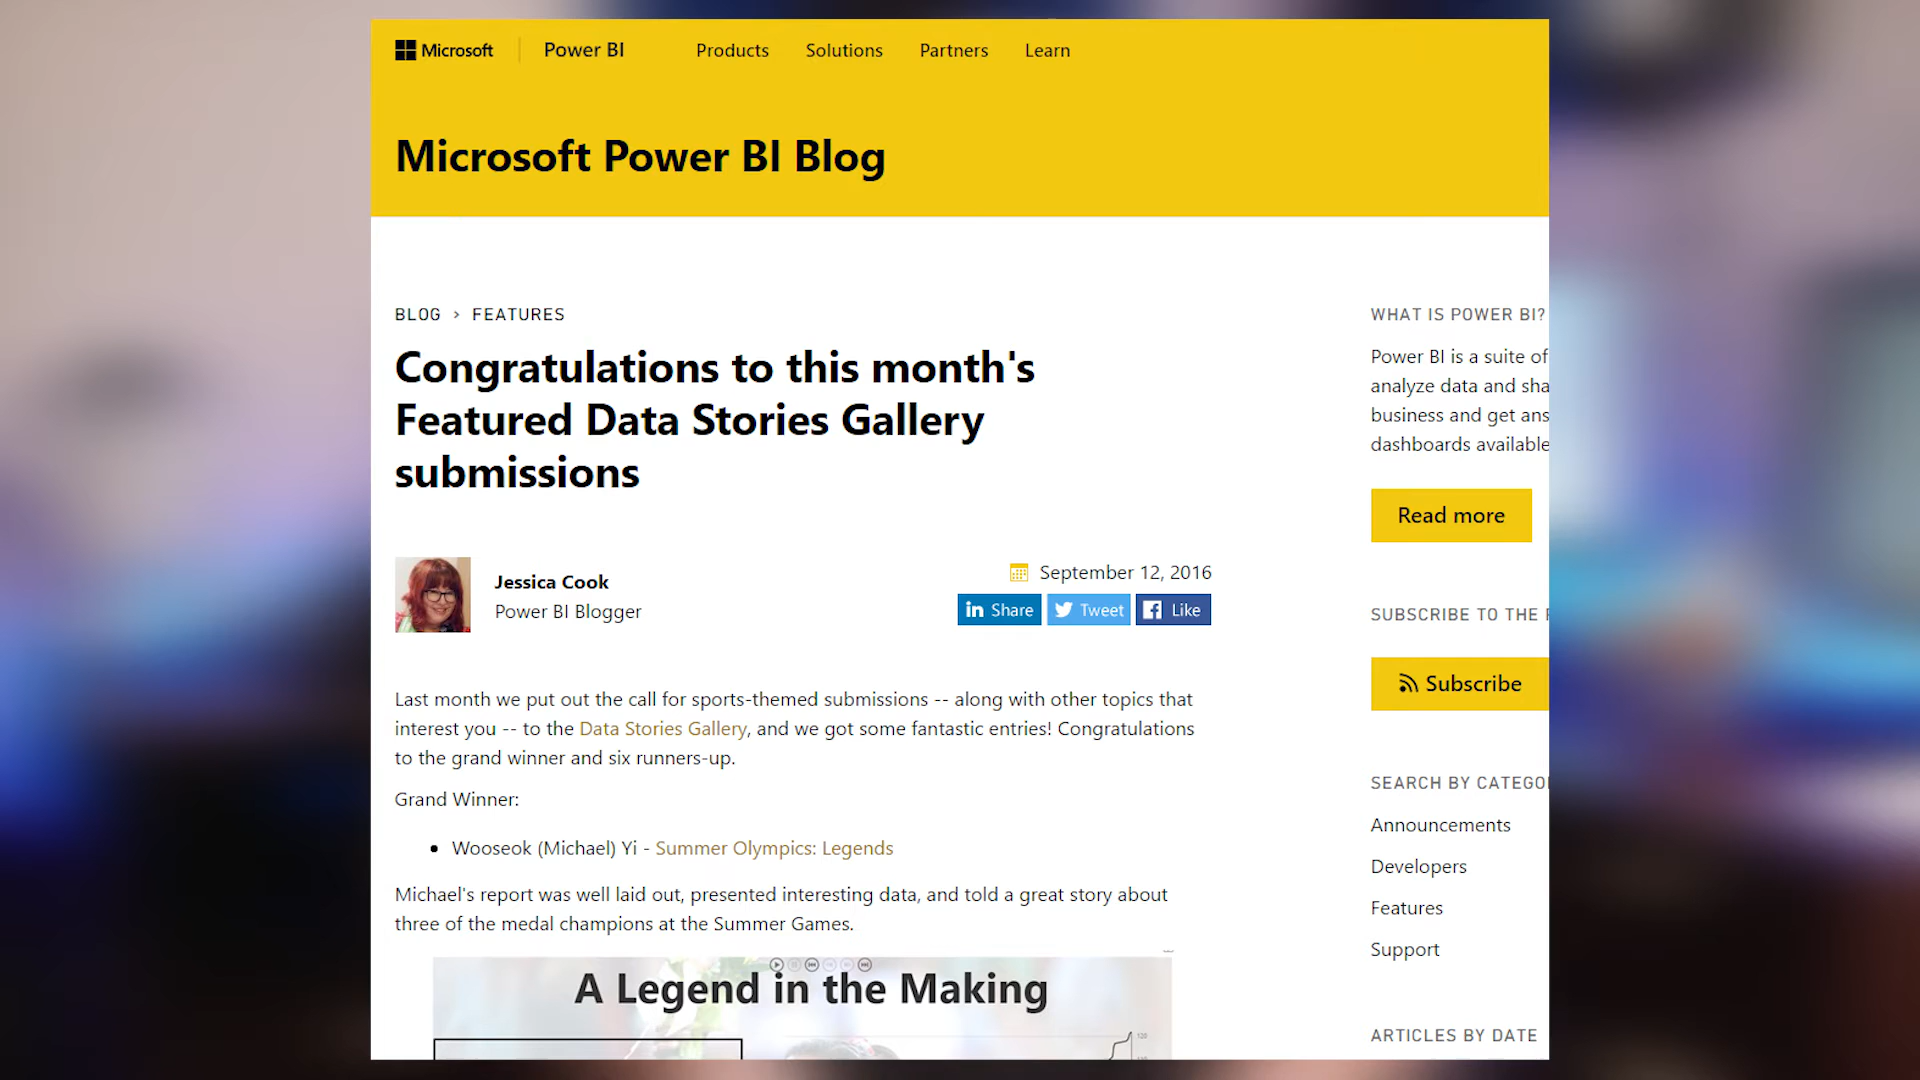 Microsoft Power BI Products Solutions Partners Learn
Microsoft Power BI Blog
BLOG > FEATURES
Congratulations to this month's
Featured Data Stories Gallery
submissions
Jessica Cook
Power BI Blogger
September 12, 2016
in Share Tweet Like
Last month we put out the call for sports-themed submissions -- along with other topics that
interest you -- to the Data Stories Gallery, and we got some fantastic entries! Congratulations
to the grand winner and six runners-up.
Grand Winner:
• Wooseok (Michael) Yi - Summer Olympics: Legends
Michael's report was well laid out, presented interesting data, and told a great story about
three of the medal champions at the Summer Games.
A Legend in the Making
120
WHAT IS POWER BI?
Power BI is a suite of
analyze data and sha
business and get ans
dashboards available
Read more
SUBSCRIBE TO THE
Subscribe
SEARCH BY CATEGO
Announcements
Developers
Features
Support
ARTICLES BY DATE